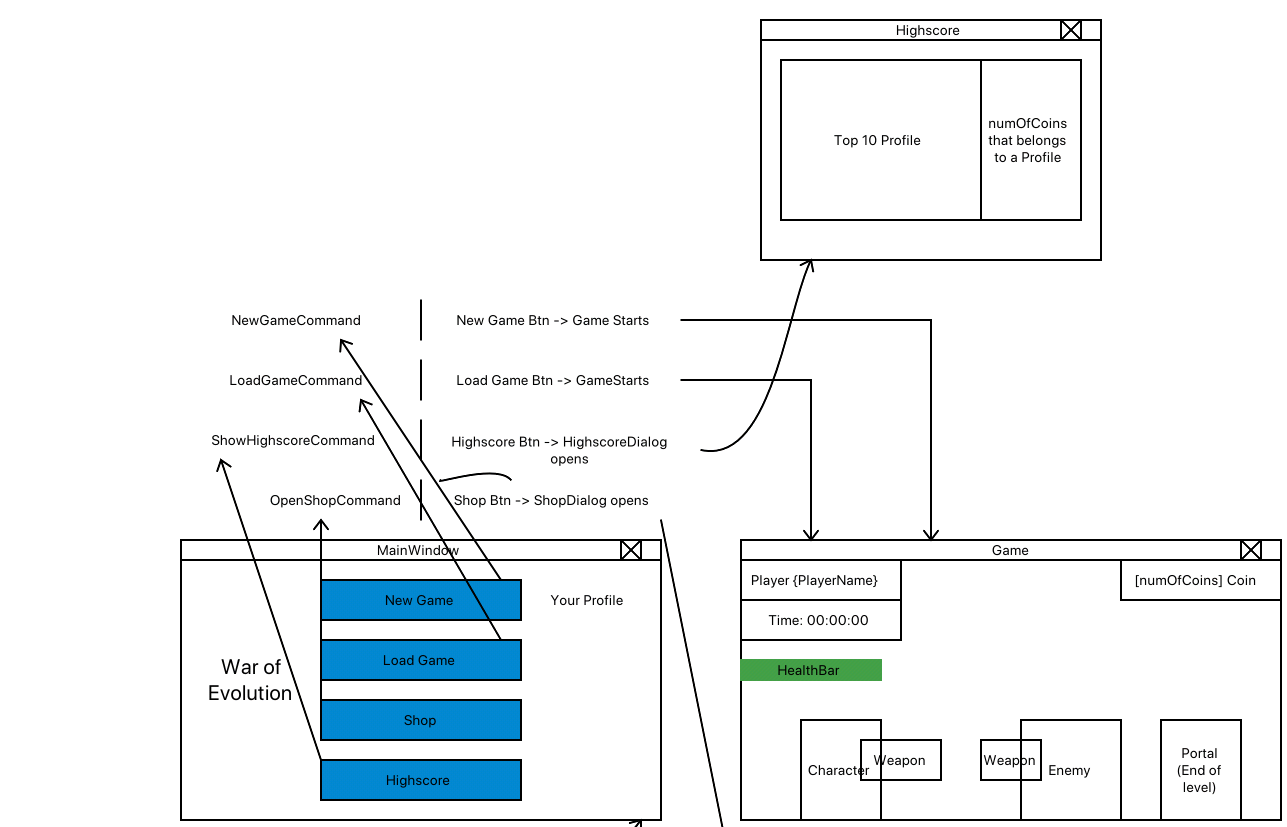 Highscore
Top 10 Profile
numOfCoins
that belongs
to a Profile
NewGameCommand
New Game Btn -> Game Starts
LoadGameCommand
Load Game Btn -> GameStarts
ShowHighscoreCommand
Highscore Btn -> HighscoreDialog
opens
OpenShopCommand
Shop Btn -> ShopDialog opens
MainWindow
New Game
Your Profile
Load Game
War of
Evolution
Shop
Highscore
Game
Player {PlayerName}
[numOfCoins] Coin
Time: 00:00:00
HealthBar
Character
Weapon
Weapon
Enemy
Portal
(End of
level)